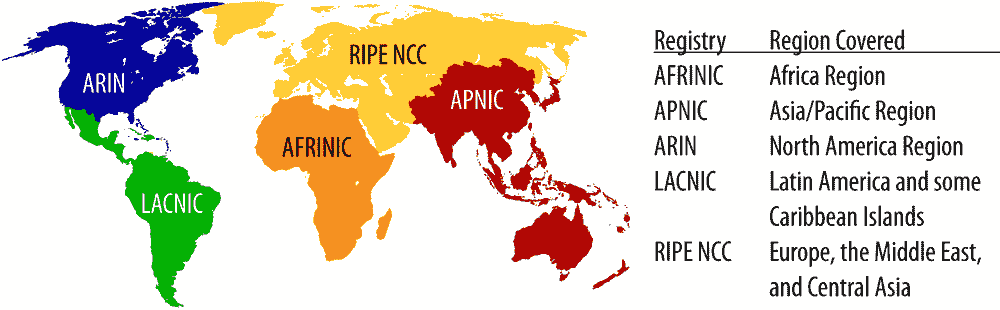 RIPE NCC
ARIN
APNIC
AFRINIC
LACNIC
Registry Region Covered
AFRINIC Africa Region
APNIC Asia/Pacific Region
ARIN North America Region
LACNIC Latin America and some
Caribbean Islands
RIPE NCC Europe, the Middle East,
and Central Asia